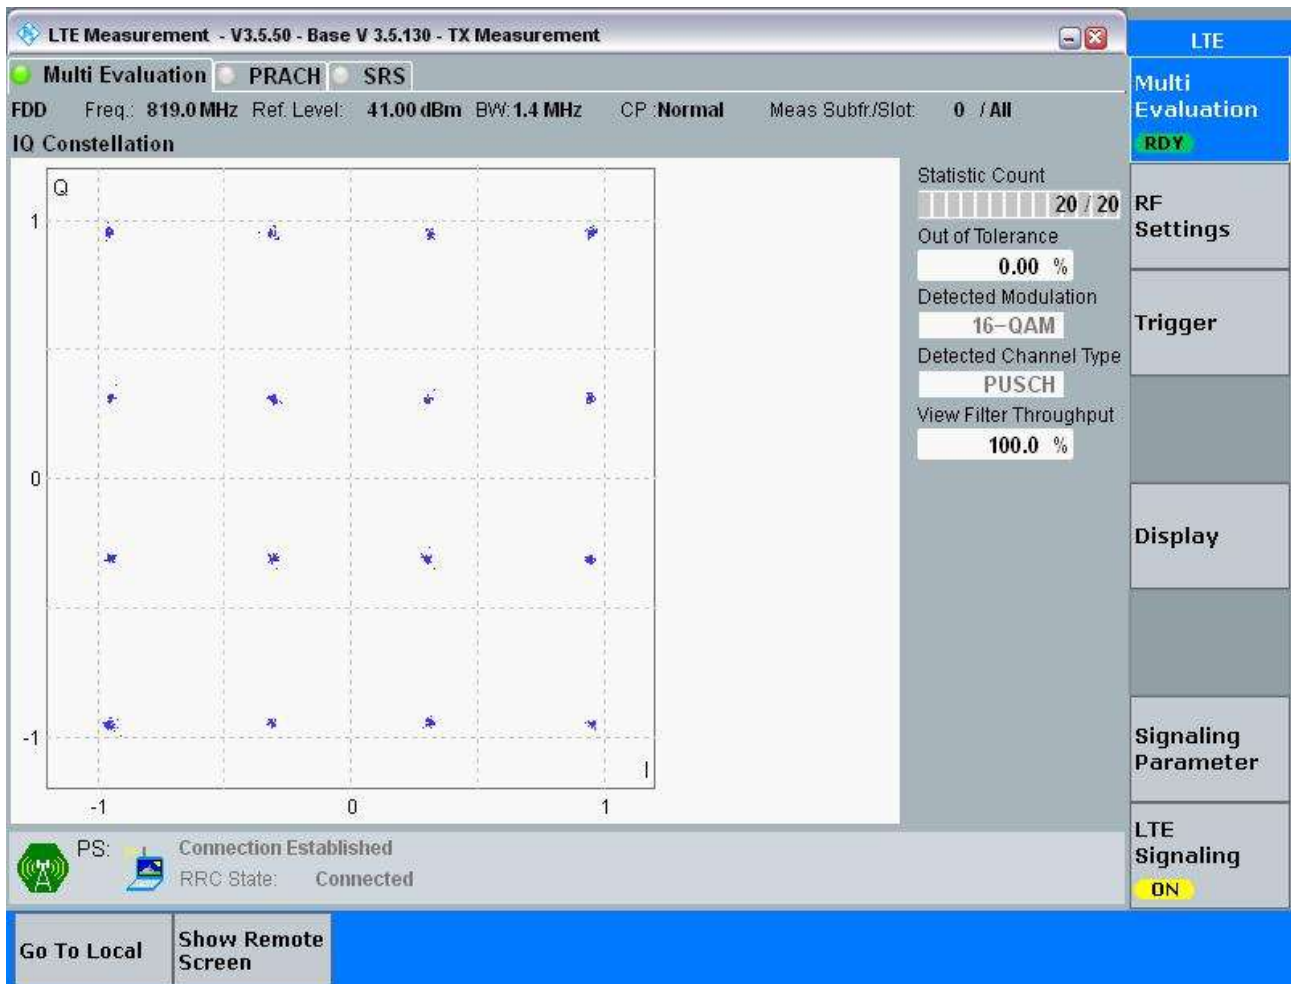 LTE Measurement - V3.5.50 - Base V 3.5.130 - TX Measurement
Multi Evaluation PRACH SRS
FDD Freq.: 819.0 MHz Ref. Level: 41.00 dBm BW: 1.4 MHz CP :Normal Meas Subfr./Slot: 0 / All
IQ Constellation
Q
1
0
-1
I
-1 0 1
Statistic Count
20 / 20
Out of Tolerance
0.00 %
Detected Modulation
16-QAM
Detected Channel Type
PUSCH
View Filter Throughput
100.0 %
PS: Connection Established
RRC State: Connected
LTE
Multi
Evaluation
RDY
RF
Settings
Trigger
Display
Signaling
Parameter
LTE
Signaling
ON
Go To Local
Show Remote
Screen